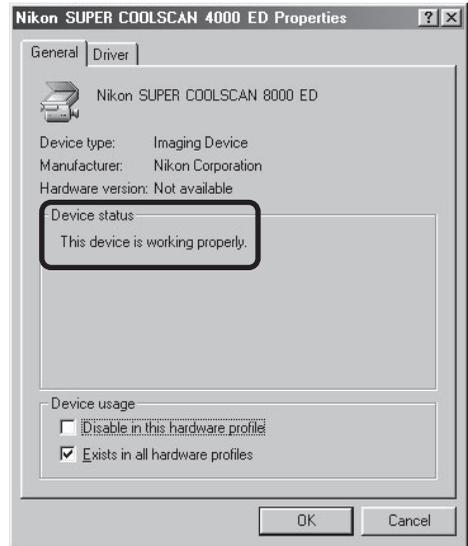 Nikon SUPER COOLSCAN 4000 ED Properties
General Driver
Nikon SUPER COOLSCAN 8000 ED
Device type: Imaging Device
Manufacturer: Nikon Corporation
Hardware version: Not available
Device status
This device is working properly.
Device usage
Disable in this hardware profile
Exists in all hardware profiles
OK Cancel